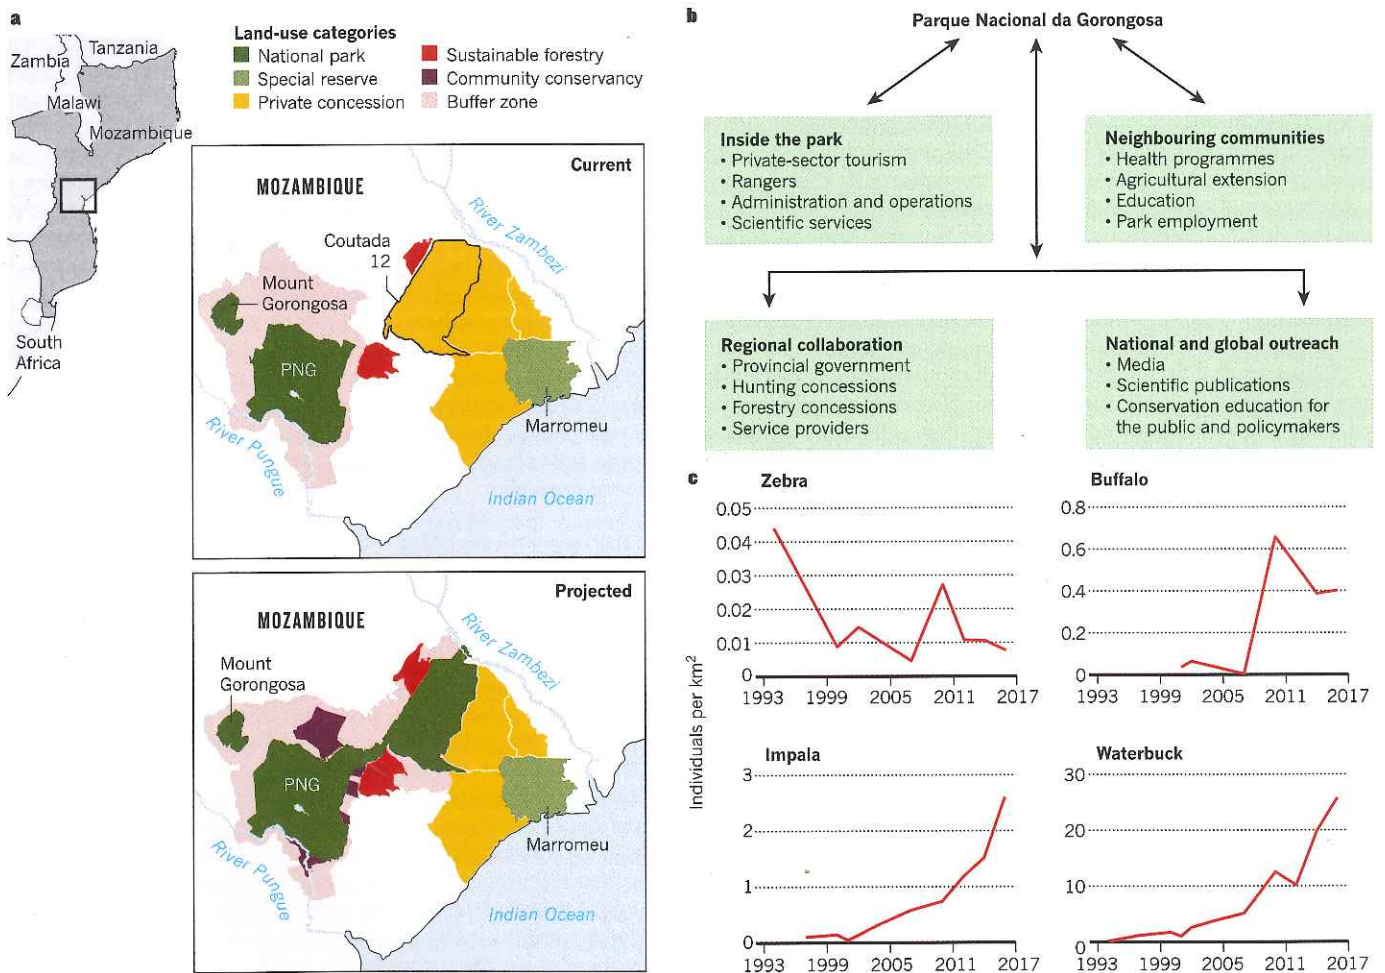 a
Zambia
Tanzania
Malawi
Mozambique
South
Africa
Land-use categories
National park
Special reserve
Private concession
Sustainable forestry
Community conservancy
Buffer zone
Current
MOZAMBIQUE
River Zambezi
Coutada
12
Mount
Gorongosa
PNG
River Pungue
Marromeu
Indian Ocean
Projected
MOZAMBIQUE
River Zambezi
Mount
Gorongosa
PNG
River Pungue
Marromeu
Indian Ocean
b
Parque Nacional da Gorongosa
Inside the park
• Private-sector tourism
• Rangers
• Administration and operations
• Scientific services
Neighbouring communities
• Health programmes
• Agricultural extension
• Education
• Park employment
Regional collaboration
• Provincial government
• Hunting concessions
• Forestry concessions
• Service providers
National and global outreach
• Media
• Scientific publications
• Conservation education for
the public and policymakers
c
Individuals per km²
Zebra
0.05
0.04
0.03
0.02
0.01
0
1993 1999 2005 2011 2017
Buffalo
0.8
0.6
0.4
0.2
0
1993 1999 2005 2011 2017
Impala
3
2
1
0
1993 1999 2005 2011 2017
Waterbuck
30
20
10
0
1993 1999 2005 2011 2017